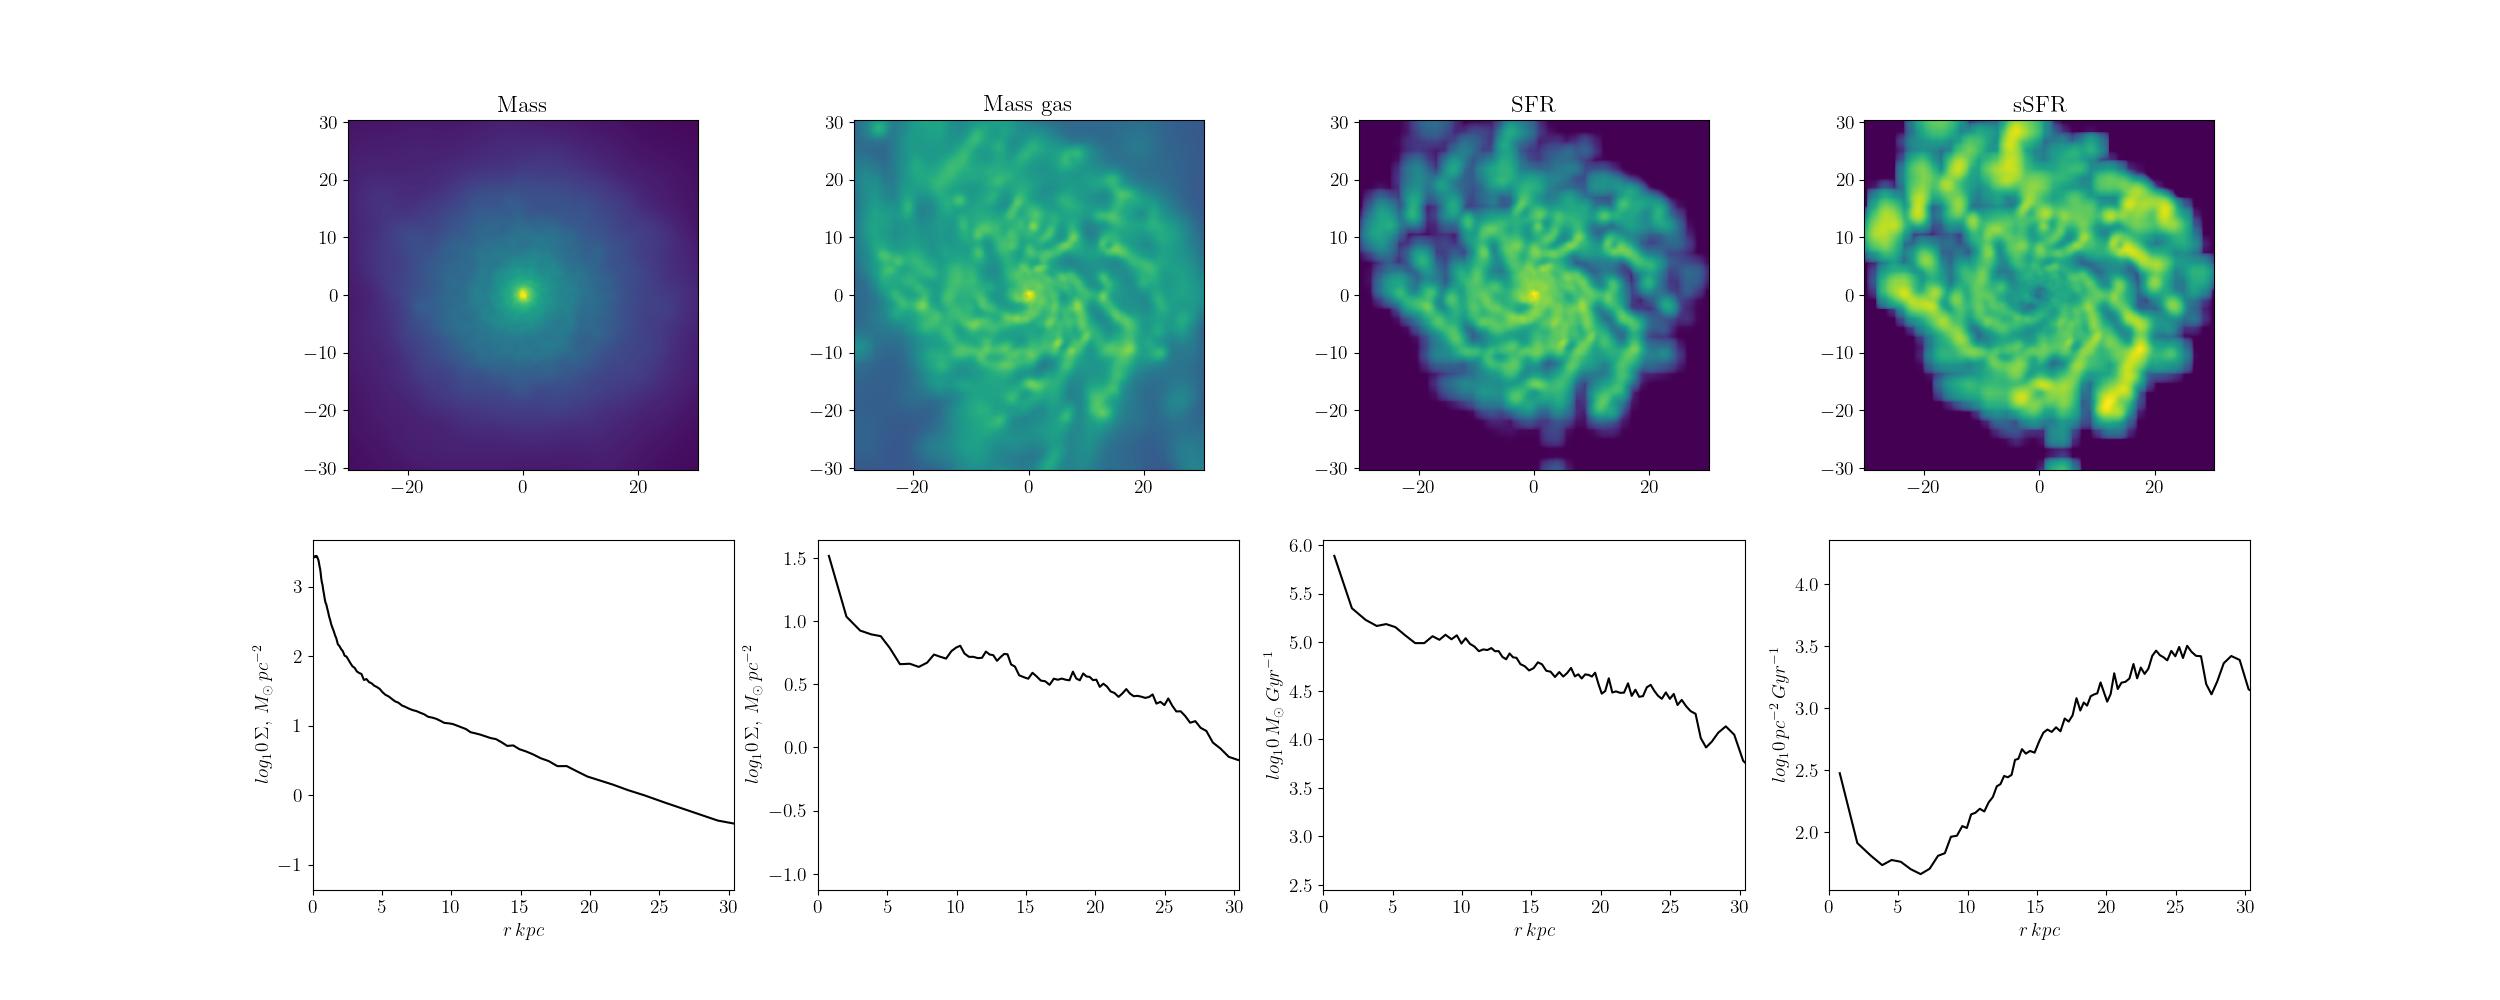 Mass Mass gas SFR sSFR
30 30 30 30
20 20 20 20
10 10 10 10
0 0 0 0
−10 −10 −10 −10
−20 −20 −20 −20
−30 −30 −30 −30
−20 0 20 −20 0 20 −20 0 20 −20 0 20
log₁0 Σ, M⊙ pc⁻²
3
2
1
0
−1
0 5 10 15 20 25 30
r kpc
log₁0 Σ, M⊙ pc⁻²
1.5
1.0
0.5
0.0
−0.5
−1.0
0 5 10 15 20 25 30
log₁0 M⊙ Gyr⁻¹
6.0
5.5
5.0
4.5
4.0
3.5
3.0
2.5
0 5 10 15 20 25 30
r kpc
log₁0 pc⁻² Gyr⁻¹
4.0
3.5
3.0
2.5
2.0
0 5 10 15 20 25 30
r kpc